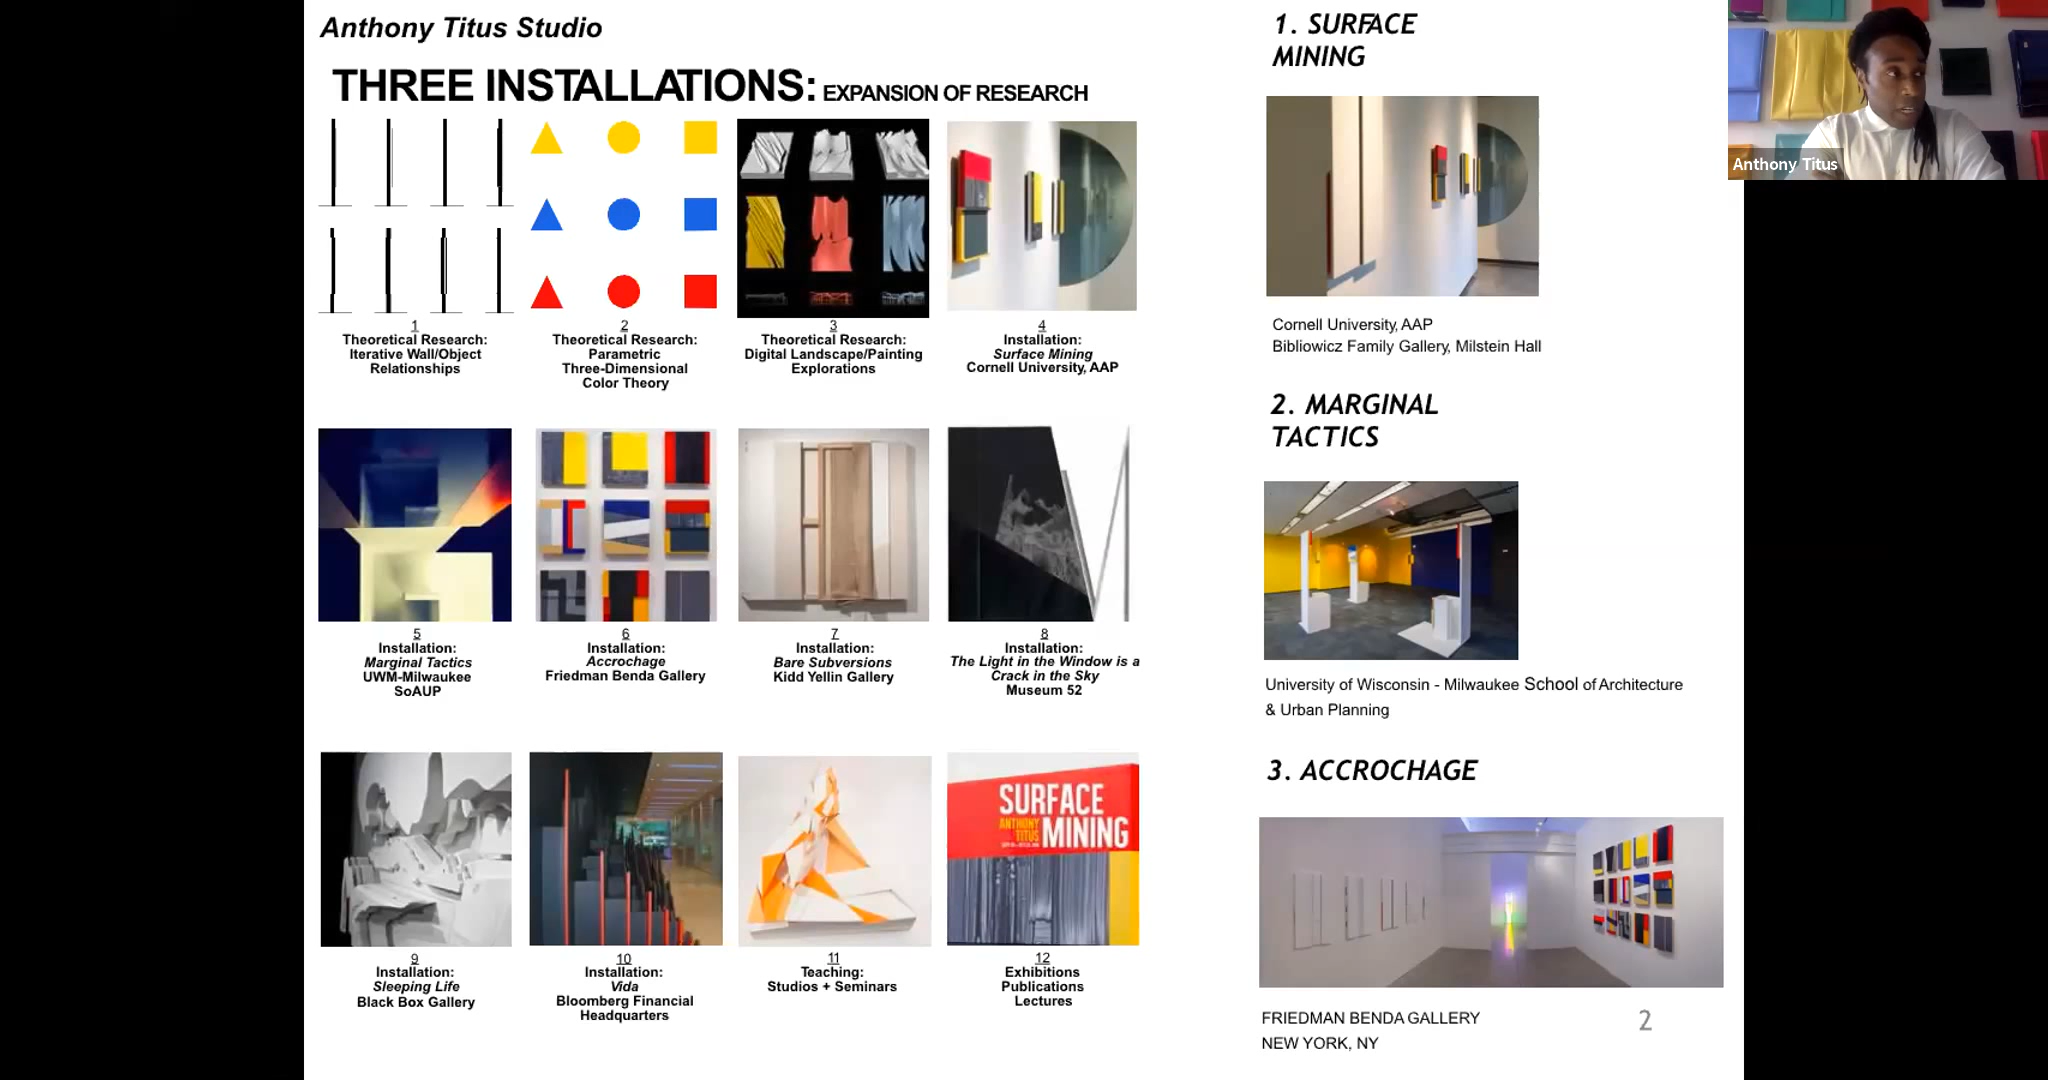 Anthony Titus Studio
THREE INSTALLATIONS: EXPANSION OF RESEARCH
1
Theoretical Research:
Iterative Wall/Object
Relationships
2
Theoretical Research:
Parametric
Three-Dimensional
Color Theory
3
Theoretical Research:
Digital Landscape/Painting
Explorations
4
Installation:
Surface Mining
Cornell University, AAP
5
Installation:
Marginal Tactics
UWM-Milwaukee
SoAUP
6
Installation:
Accrochage
Friedman Benda Gallery
7
Installation:
Bare Subversions
Kidd Yellin Gallery
8
Installation:
The Light in the Window is a
Crack in the Sky
Museum 52
9
Installation:
Sleeping Life
Black Box Gallery
10
Installation:
Vida
Bloomberg Financial
Headquarters
11
Teaching:
Studios + Seminars
SURFACE
ANTHONY
TITUS
MINING
12
Exhibitions
Publications
Lectures
1. SURFACE
MINING
Cornell University, AAP
Bibliowicz Family Gallery, Milstein Hall
2. MARGINAL
TACTICS
University of Wisconsin - Milwaukee School of Architecture
& Urban Planning
3. ACCROCHAGE
FRIEDMAN BENDA GALLERY
NEW YORK, NY
2
Anthony Titus